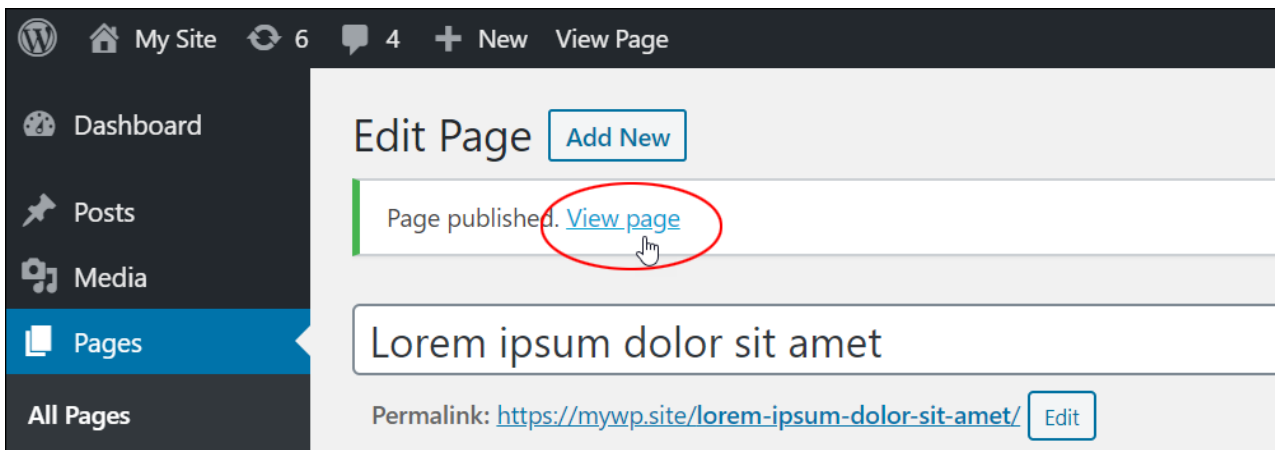 My Site 6 4 New View Page
Dashboard
Edit Page Add New
Posts
Page published. View page
Media
Pages
Lorem ipsum dolor sit amet
All Pages
Permalink: https://mywp.site/lorem-ipsum-dolor-sit-amet/ Edit